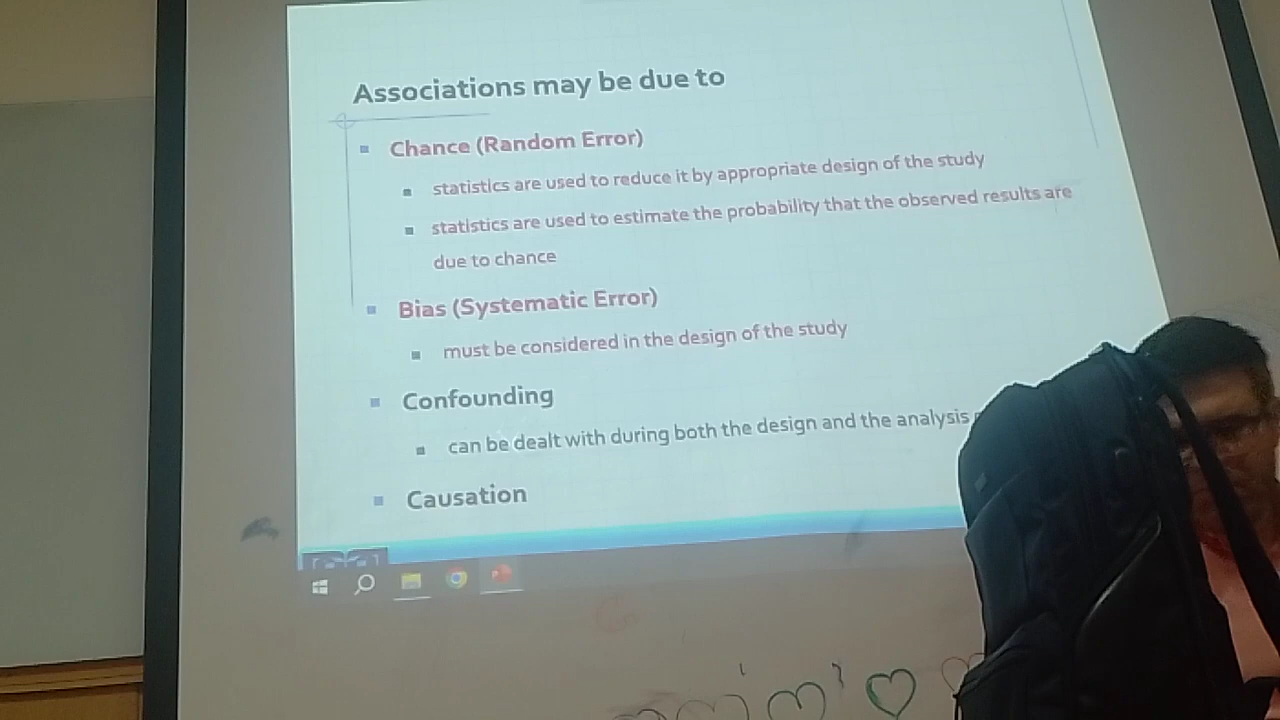 Associations may be due to
Chance (Random Error)
statistics are used to reduce it by appropriate design of the study
statistics are used to estimate the probability that the observed results are
due to chance
Bias (Systematic Error)
must be considered in the design of the study
Confounding
can be dealt with during both the design and the analysis
Causation